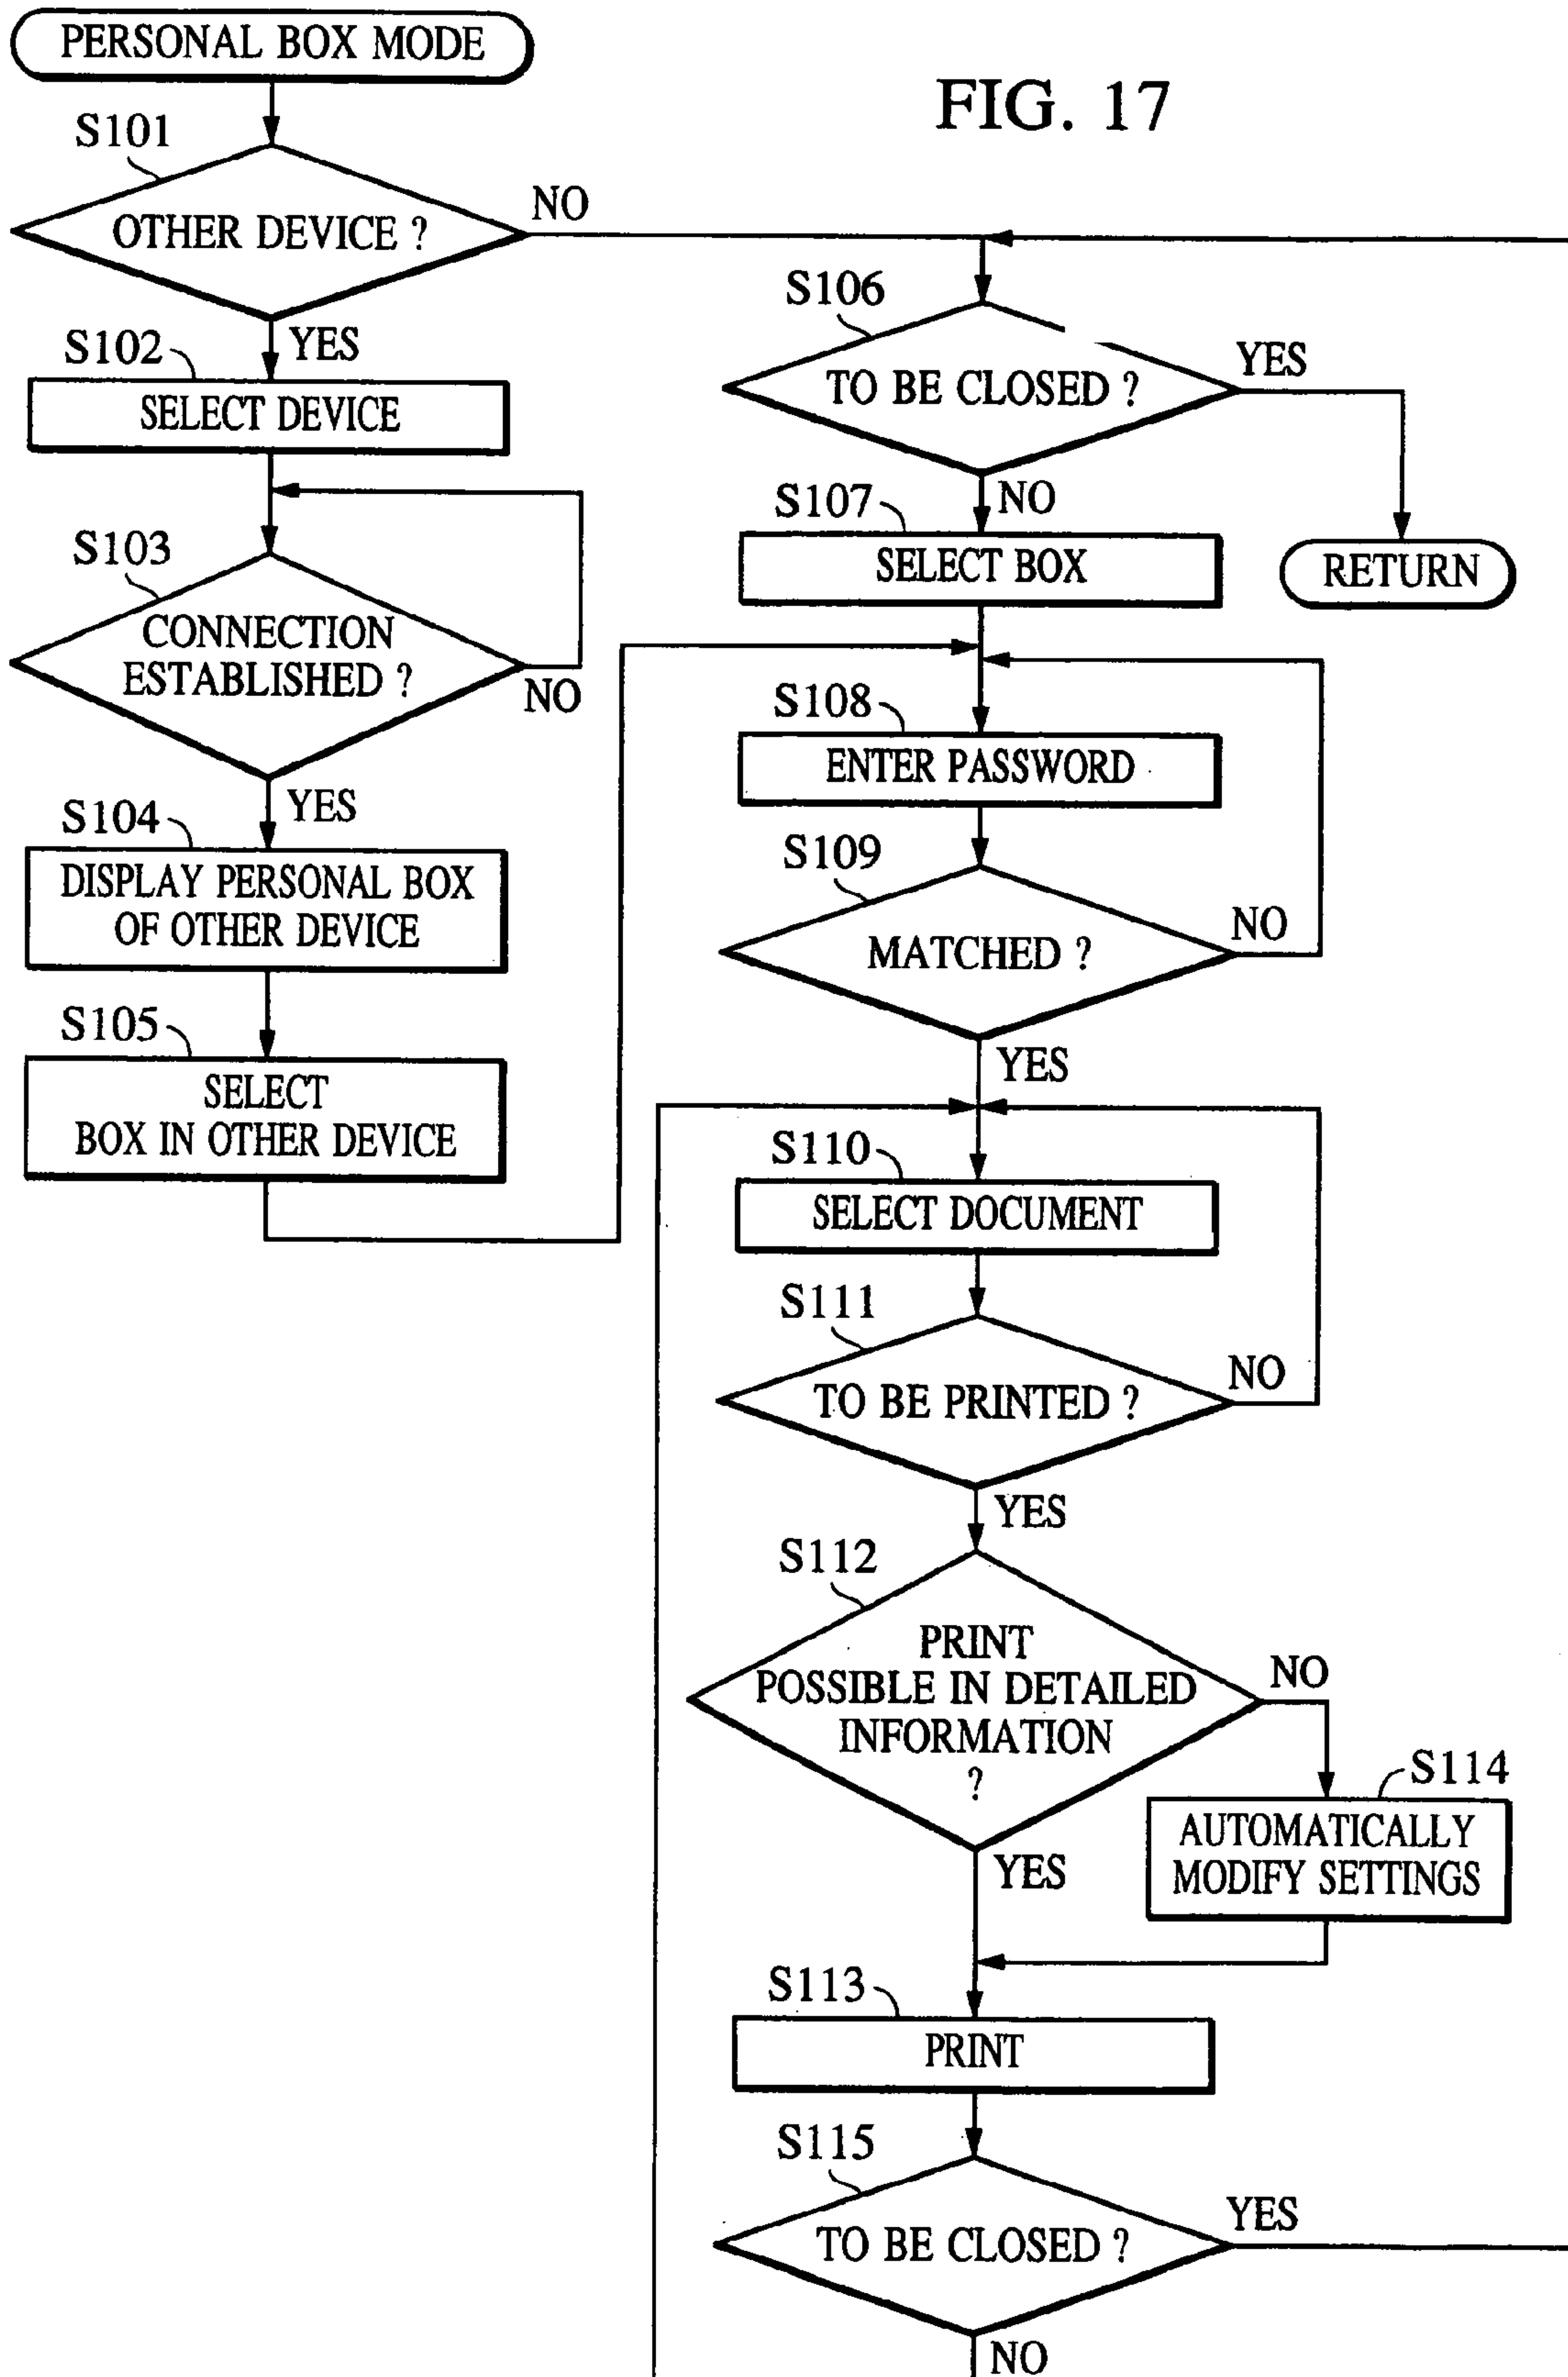 PERSONAL BOX MODE
FIG. 17
S101
OTHER DEVICE ?
NO
YES
S102
SELECT DEVICE
S103
CONNECTION
ESTABLISHED ?
NO
YES
S104
DISPLAY PERSONAL BOX
OF OTHER DEVICE
S105
SELECT
BOX IN OTHER DEVICE
S106
TO BE CLOSED ?
YES
RETURN
NO
S107
SELECT BOX
S108
ENTER PASSWORD
S109
MATCHED ?
NO
YES
S110
SELECT DOCUMENT
S111
TO BE PRINTED ?
NO
YES
S112
PRINT
POSSIBLE IN DETAILED
INFORMATION
?
NO
S114
AUTOMATICALLY
MODIFY SETTINGS
YES
S113
PRINT
S115
TO BE CLOSED ?
YES
NO